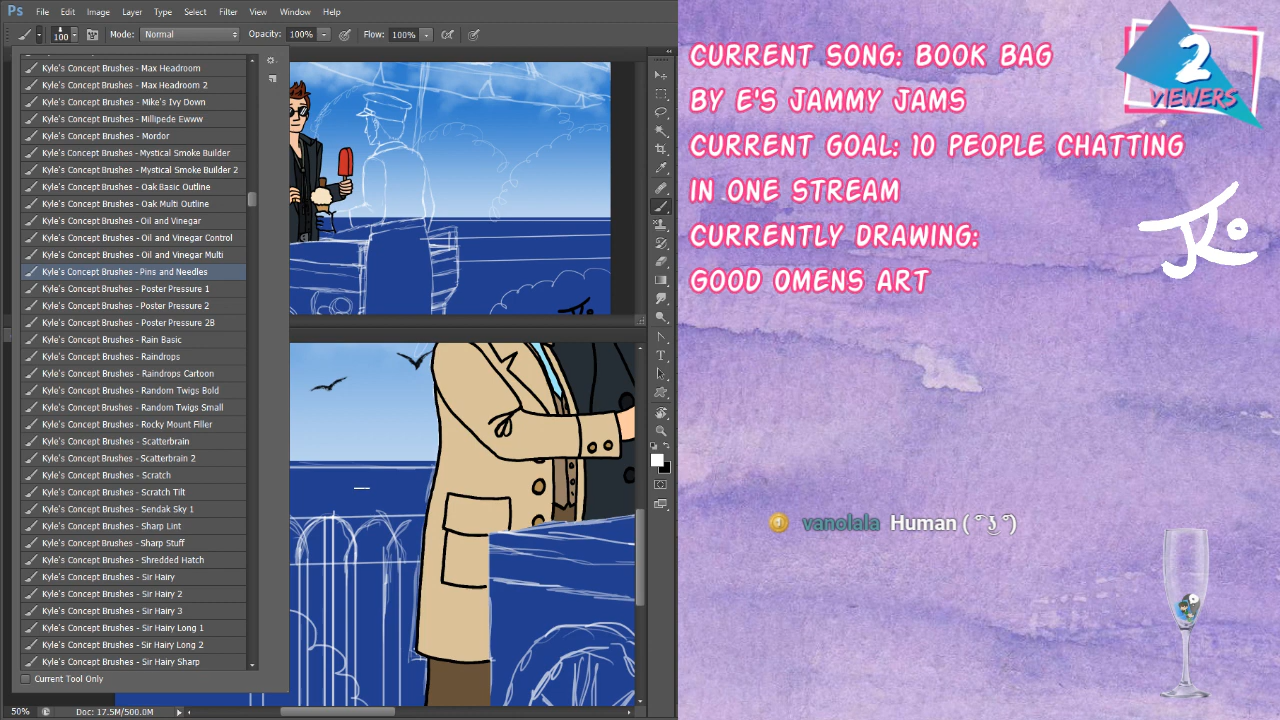 Ps File Edit Image Layer Type Select Filter View Window Help
100 Mode: Normal Opacity: 100% Flow: 100%
Kyle's Concept Brushes - Max Headroom
Kyle's Concept Brushes - Max Headroom 2
Kyle's Concept Brushes - Mike's Ivy Down
Kyle's Concept Brushes - Millipede Ewww
Kyle's Concept Brushes - Mordor
Kyle's Concept Brushes - Mystical Smoke Builder
Kyle's Concept Brushes - Mystical Smoke Builder 2
Kyle's Concept Brushes - Oak Basic Outline
Kyle's Concept Brushes - Oak Multi Outline
Kyle's Concept Brushes - Oil and Vinegar
Kyle's Concept Brushes - Oil and Vinegar Control
Kyle's Concept Brushes - Oil and Vinegar Multi
Kyle's Concept Brushes - Pins and Needles
Kyle's Concept Brushes - Poster Pressure 1
Kyle's Concept Brushes - Poster Pressure 2
Kyle's Concept Brushes - Poster Pressure 2B
Kyle's Concept Brushes - Rain Basic
Kyle's Concept Brushes - Raindrops
Kyle's Concept Brushes - Raindrops Cartoon
Kyle's Concept Brushes - Random Twigs Bold
Kyle's Concept Brushes - Random Twigs Small
Kyle's Concept Brushes - Rocky Mount Filler
Kyle's Concept Brushes - Scatterbrain
Kyle's Concept Brushes - Scatterbrain 2
Kyle's Concept Brushes - Scratch
Kyle's Concept Brushes - Scratch Tilt
Kyle's Concept Brushes - Sendak Sky 1
Kyle's Concept Brushes - Sharp Lint
Kyle's Concept Brushes - Sharp Stuff
Kyle's Concept Brushes - Shredded Hatch
Kyle's Concept Brushes - Sir Hairy
Kyle's Concept Brushes - Sir Hairy 2
Kyle's Concept Brushes - Sir Hairy 3
Kyle's Concept Brushes - Sir Hairy Long 1
Kyle's Concept Brushes - Sir Hairy Long 2
Kyle's Concept Brushes - Sir Hairy Sharp
Current Tool Only
50% Doc: 17.5M/500.0M
CURRENT SONG: BOOK BAG
BY E'S JAMMY JAMS
CURRENT GOAL: 10 PEOPLE CHATTING
IN ONE STREAM
CURRENTLY DRAWING:
GOOD OMENS ART
2
VIEWERS
vanolala Human ( ͡° ͜ʖ ͡°)